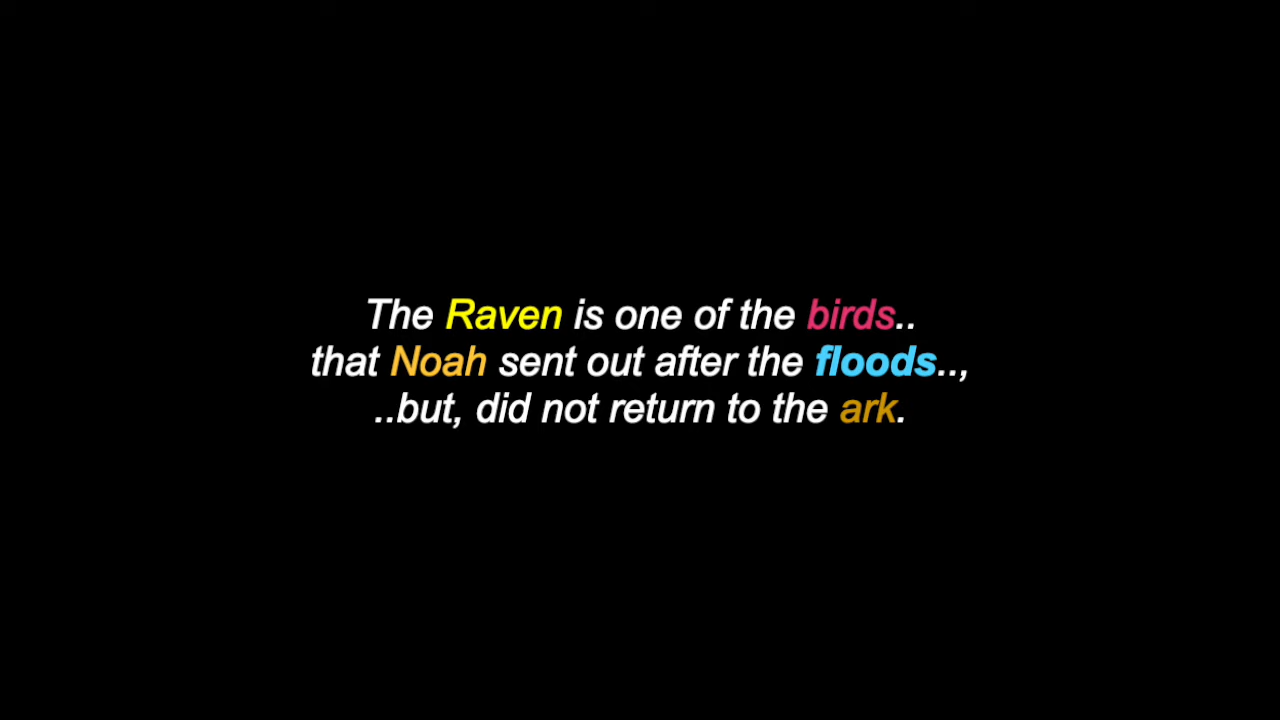 The Raven is one of the birds..
that Noah sent out after the floods..,
..but, did not return to the ark.